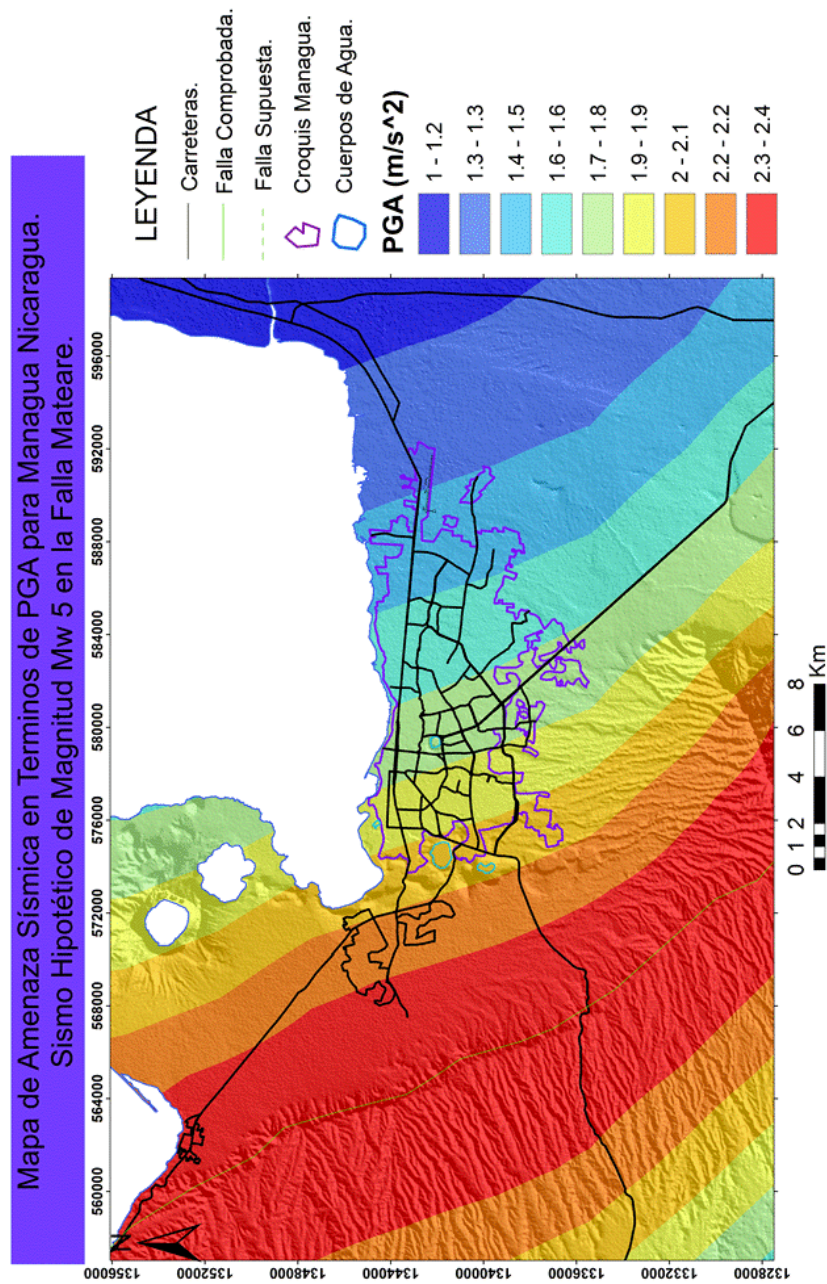 Mapa de Amenaza Sísmica en Terminos de PGA para Managua Nicaragua.
Sismo Hipotético de Magnitud Mw 5 en la Falla Mateare.
560000
564000
568000
572000
576000
580000
584000
588000
592000
596000
1356000
1352000
1348000
1344000
1340000
1336000
1332000
1328000
LEYENDA
Carreteras.
Falla Comprobada.
Falla Supuesta.
Croquis Managua.
Cuerpos de Agua.
PGA (m/s^2)
1 - 1.2
1.3 - 1.3
1.4 - 1.5
1.6 - 1.6
1.7 - 1.8
1.9 - 1.9
2 - 2.1
2.2 - 2.2
2.3 - 2.4
0 1 2 4 6 8
Km